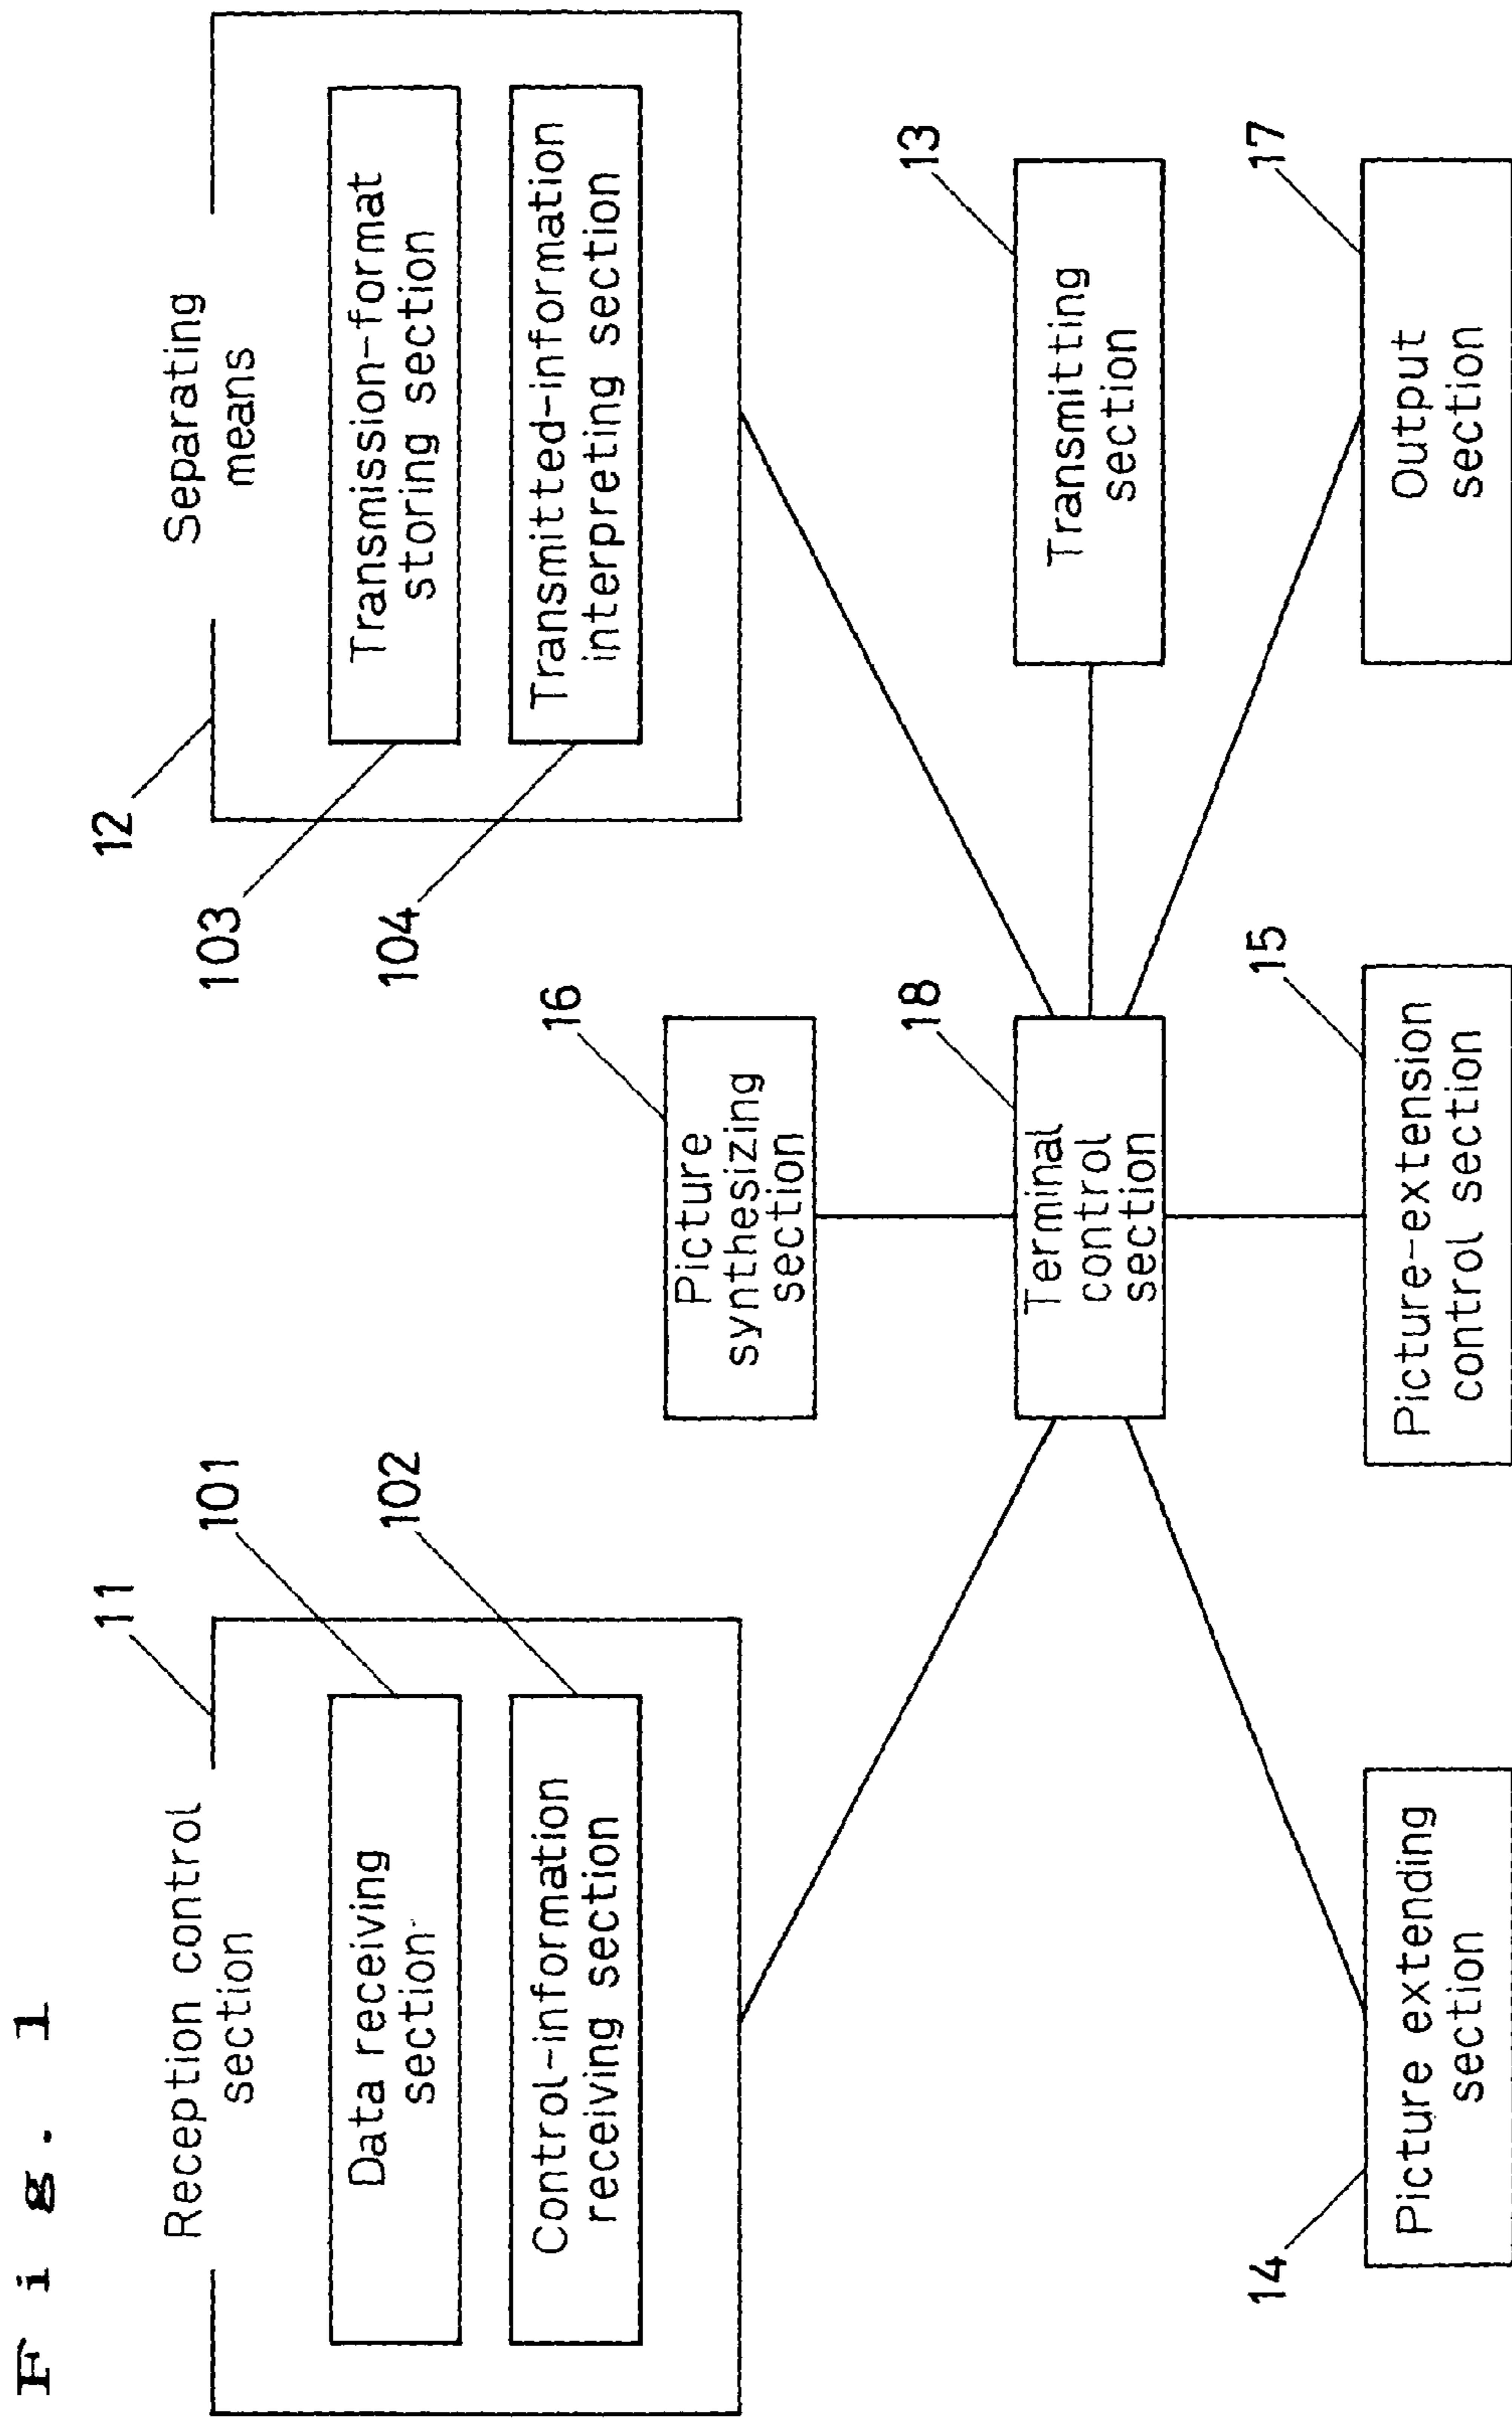 Fig. 1
11
Reception control
section
101
Data receiving
section
102
Control-information
receiving section
12
Separating
means
103
Transmission-format
storing section
104
Transmitted-information
interpreting section
16
Picture
synthesizing
section
18
Terminal
control
section
13
Transmitting
section
14
Picture extending
section
15
Picture-extension
control section
17
Output
section